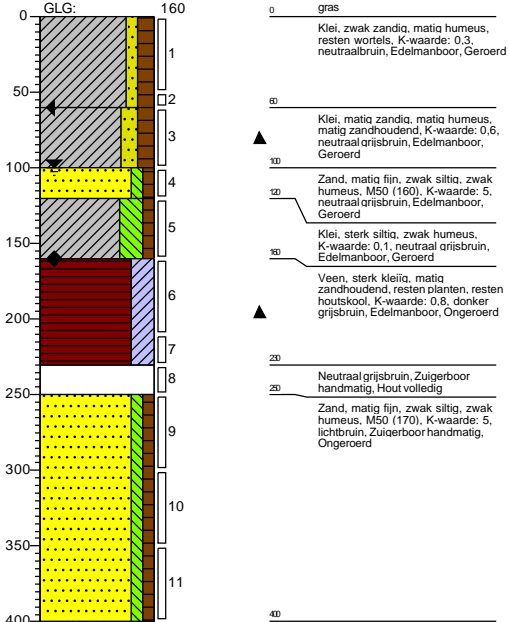 GLG: 160
0
50
100
150
200
250
300
350
400
1
2
3
4
5
6
7
8
9
10
11
0 gras
Klei, zwak zandig, matig humeus,
resten wortels, K-waarde: 0,3,
neutraalbruin, Edelmanboor, Geroerd
60
Klei, matig zandig, matig humeus,
matig zandhoudend, K-waarde: 0,6,
neutraal grijsbruin, Edelmanboor,
Geroerd
100
Zand, matig fijn, zwak siltig, zwak
humeus, M50 (160), K-waarde: 5,
neutraal grijsbruin, Edelmanboor,
Geroerd
120
Klei, sterk siltig, zwak humeus,
K-waarde: 0,1, neutraal grijsbruin,
Edelmanboor, Geroerd
160
Veen, sterk kleiïg, matig
zandhoudend, resten planten, resten
houtskool, K-waarde: 0,8, donker
grijsbruin, Edelmanboor, Ongeroerd
230
Neutraal grijsbruin, Zuigerboor
handmatig, Hout volledig
250
Zand, matig fijn, zwak siltig, zwak
humeus, M50 (170), K-waarde: 5,
lichtbruin, Zuigerboor handmatig,
Ongeroerd
400